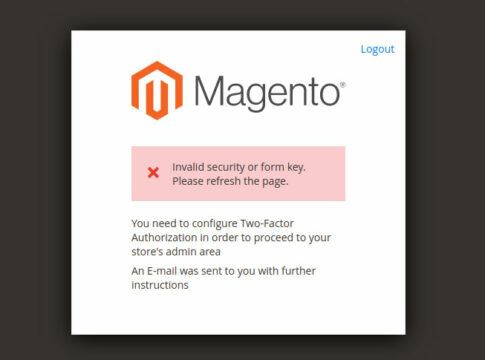 Logout
Magento®
Invalid security or form key.
Please refresh the page.
You need to configure Two-Factor
Authorization in order to proceed to your
store's admin area
An E-mail was sent to you with further
instructions